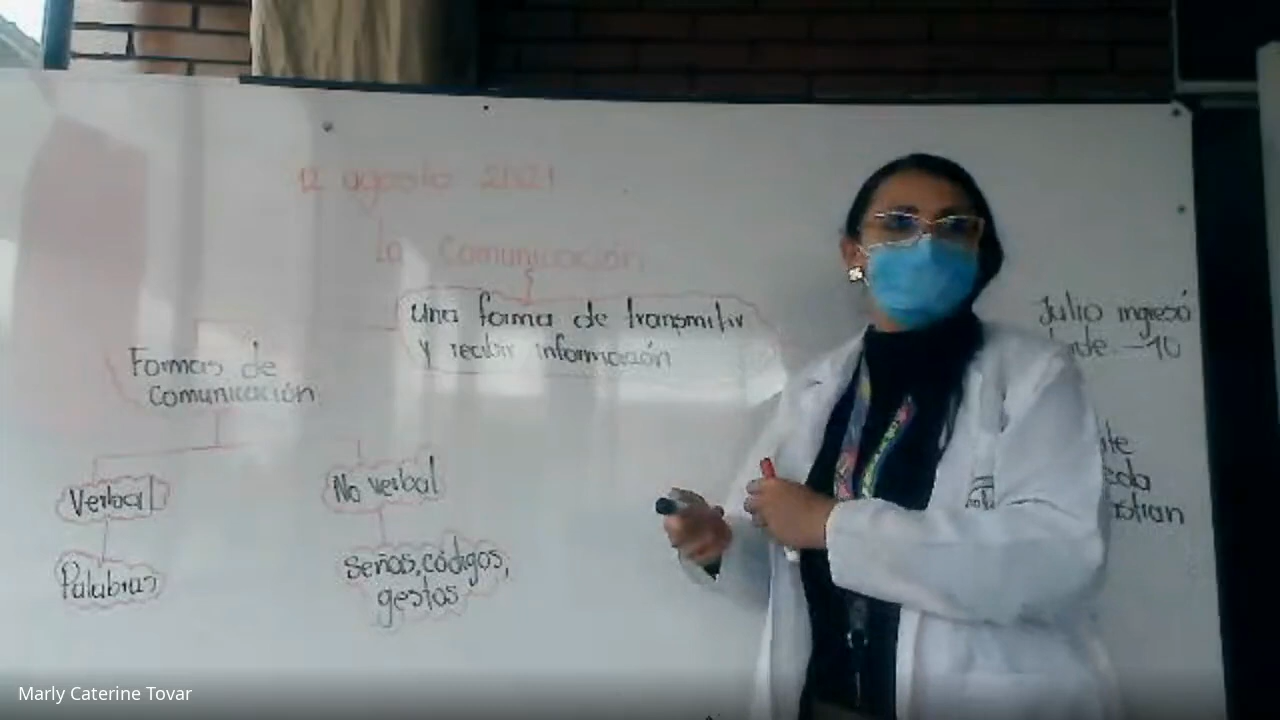 12 agosto 2021
La Comunicación
Una forma de transmitir
y recibir información
Formas de
Comunicación
Verbal
No verbal
Palabras
Señas, códigos,
gestos
Julio ingresó
10
Marly Caterine Tovar